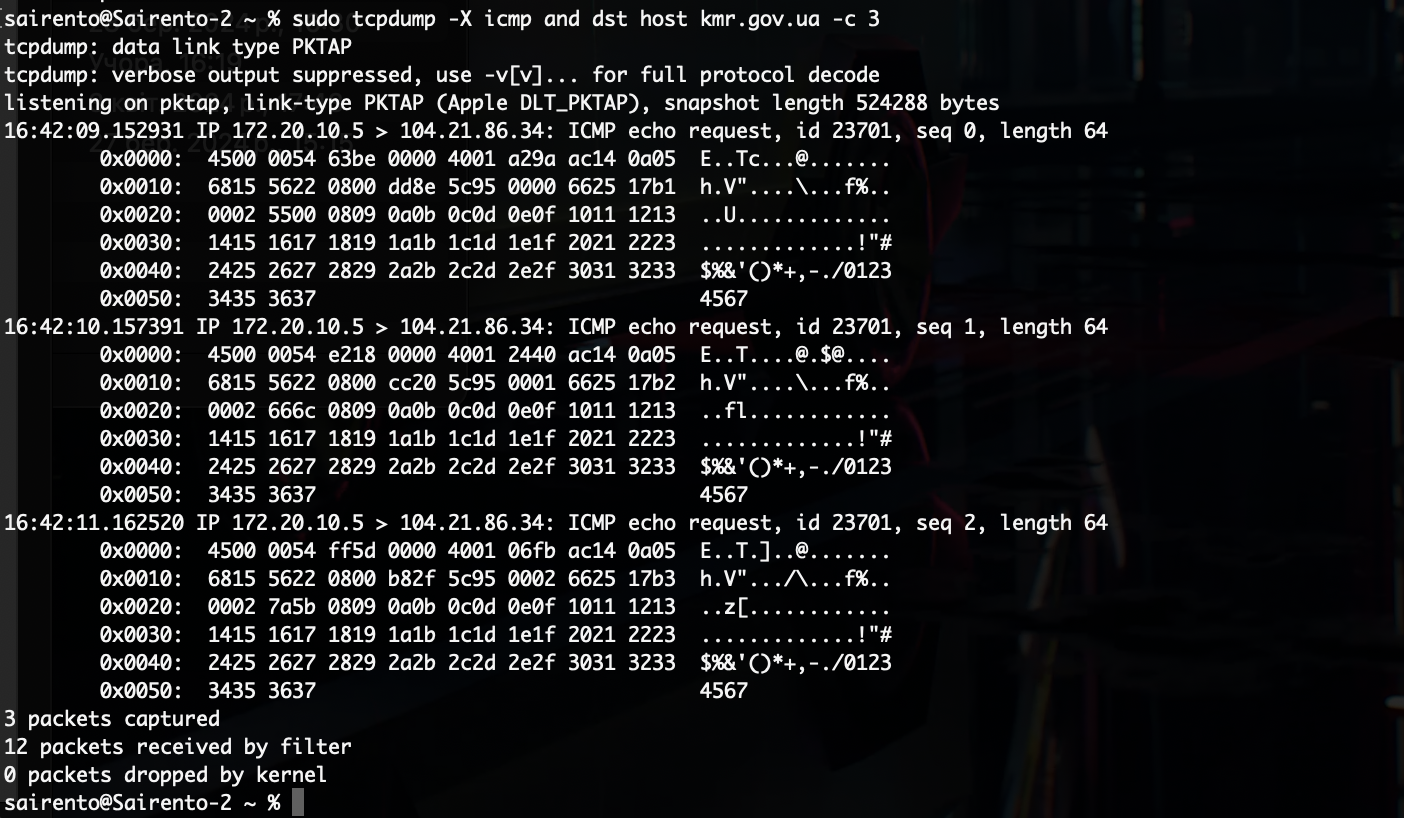 sairento@Sairento-2 ~ % sudo tcpdump -X icmp and dst host kmr.gov.ua -c 3
tcpdump: data link type PKTAP
tcpdump: verbose output suppressed, use -v[v]... for full protocol decode
listening on pktap, link-type PKTAP (Apple DLT_PKTAP), snapshot length 524288 bytes
16:42:09.152931 IP 172.20.10.5 > 104.21.86.34: ICMP echo request, id 23701, seq 0, length 64
        0x0000:  4500 0054 63be 0000 4001 a29a ac14 0a05  E..Tc...@.......
        0x0010:  6815 5622 0800 dd8e 5c95 0000 6625 17b1  h.V"....\...f%..
        0x0020:  0002 5500 0809 0a0b 0c0d 0e0f 1011 1213  ..U.............
        0x0030:  1415 1617 1819 1a1b 1c1d 1e1f 2021 2223  .............!"#
        0x0040:  2425 2627 2829 2a2b 2c2d 2e2f 3031 3233  $%&'()*+,-./0123
        0x0050:  3435 3637                                4567
16:42:10.157391 IP 172.20.10.5 > 104.21.86.34: ICMP echo request, id 23701, seq 1, length 64
        0x0000:  4500 0054 e218 0000 4001 2440 ac14 0a05  E..T....@.$@....
        0x0010:  6815 5622 0800 cc20 5c95 0001 6625 17b2  h.V"....\...f%..
        0x0020:  0002 666c 0809 0a0b 0c0d 0e0f 1011 1213  ..fl............
        0x0030:  1415 1617 1819 1a1b 1c1d 1e1f 2021 2223  .............!"#
        0x0040:  2425 2627 2829 2a2b 2c2d 2e2f 3031 3233  $%&'()*+,-./0123
        0x0050:  3435 3637                                4567
16:42:11.162520 IP 172.20.10.5 > 104.21.86.34: ICMP echo request, id 23701, seq 2, length 64
        0x0000:  4500 0054 ff5d 0000 4001 06fb ac14 0a05  E..T.]..@.......
        0x0010:  6815 5622 0800 b82f 5c95 0002 6625 17b3  h.V".../\...f%..
        0x0020:  0002 7a5b 0809 0a0b 0c0d 0e0f 1011 1213  ..z[............
        0x0030:  1415 1617 1819 1a1b 1c1d 1e1f 2021 2223  .............!"#
        0x0040:  2425 2627 2829 2a2b 2c2d 2e2f 3031 3233  $%&'()*+,-./0123
        0x0050:  3435 3637                                4567
3 packets captured
12 packets received by filter
0 packets dropped by kernel
sairento@Sairento-2 ~ %